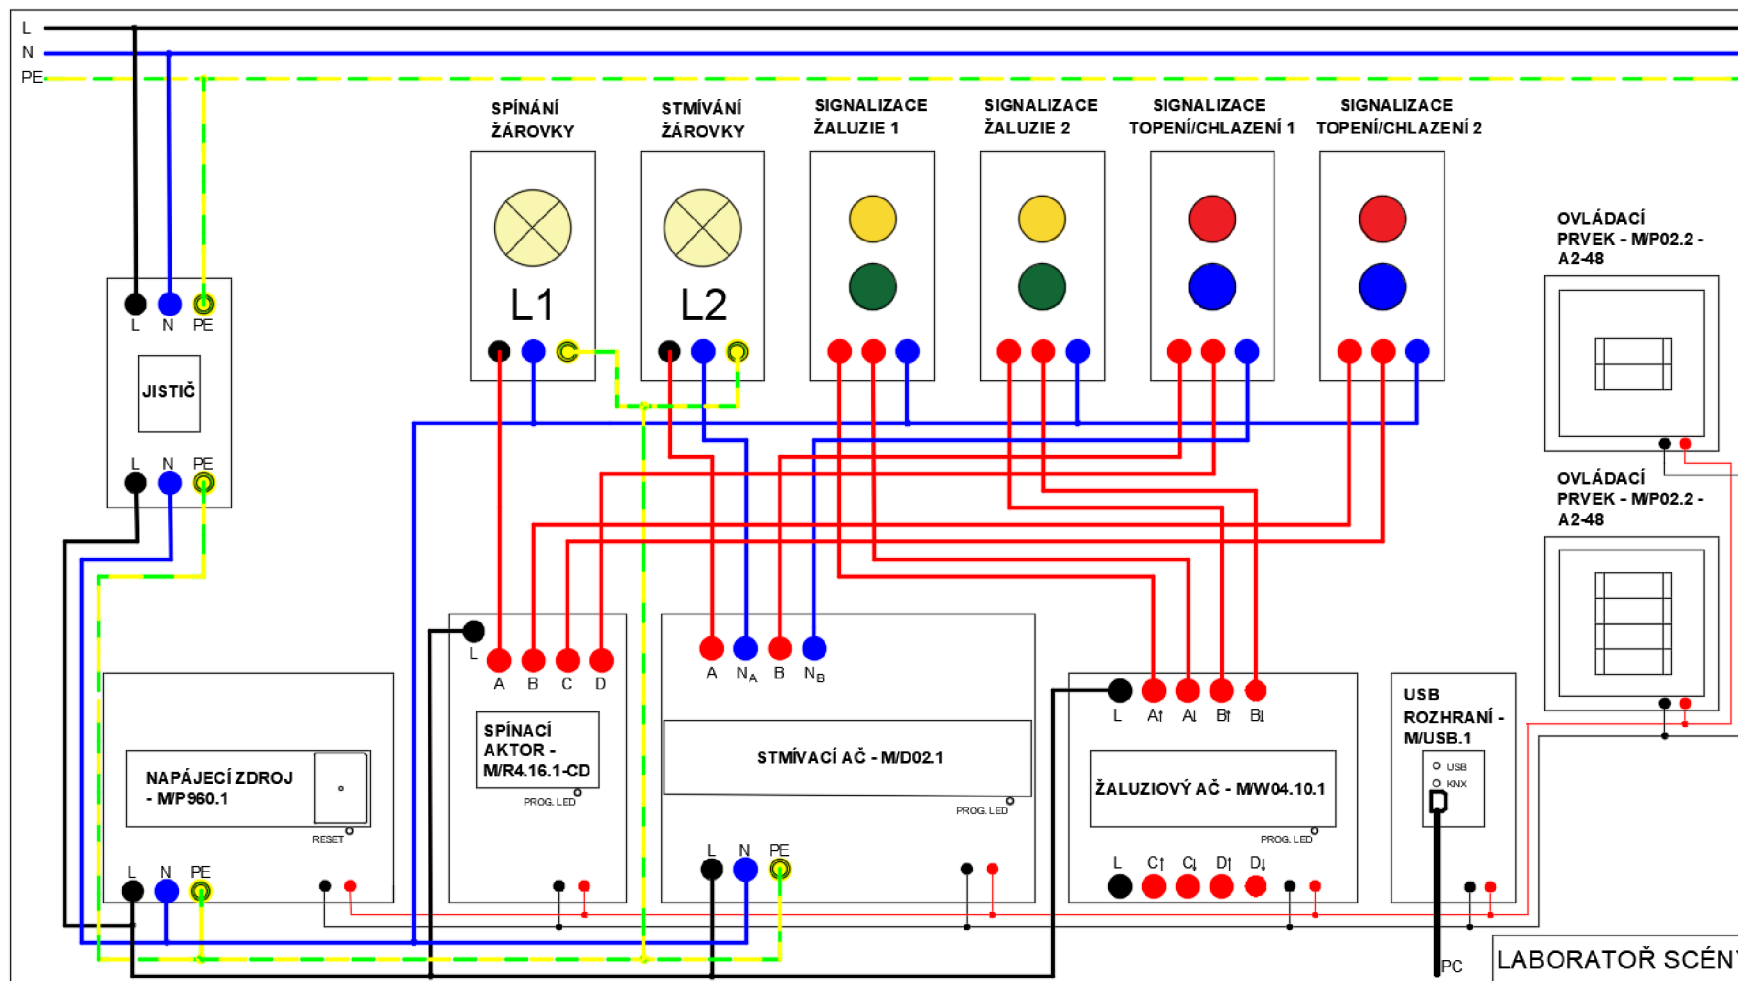 L
N
PE
SPÍNÁNÍ
ŽÁROVKY
STMÍVÁNÍ
ŽÁROVKY
SIGNALIZACE
ŽALUZIE 1
SIGNALIZACE
ŽALUZIE 2
SIGNALIZACE
TOPENÍ/CHLAZENÍ 1
SIGNALIZACE
TOPENÍ/CHLAZENÍ 2
OVLÁDACÍ
PRVEK - M/P02.2 -
A2-48
L1
L2
L N PE
JISTIČ
L N PE
OVLÁDACÍ
PRVEK - M/P02.2 -
A2-48
L
A B C D
A NA B NB
L A↑ A↓ B↑ B↓
SPÍNACÍ
AKTOR -
M/R4.16.1-CD
PROG. LED
STMÍVACÍ AČ - M/D02.1
PROG. LED
ŽALUZIOVÝ AČ - M/W04.10.1
PROG. LED
USB
ROZHRANÍ -
M/USB.1
USB
KNX
NAPÁJECÍ ZDROJ
- M/P960.1
RESET
L N PE
L N PE
L C↑ C↓ D↑ D↓
PC
LABORATOŘ SCÉNY